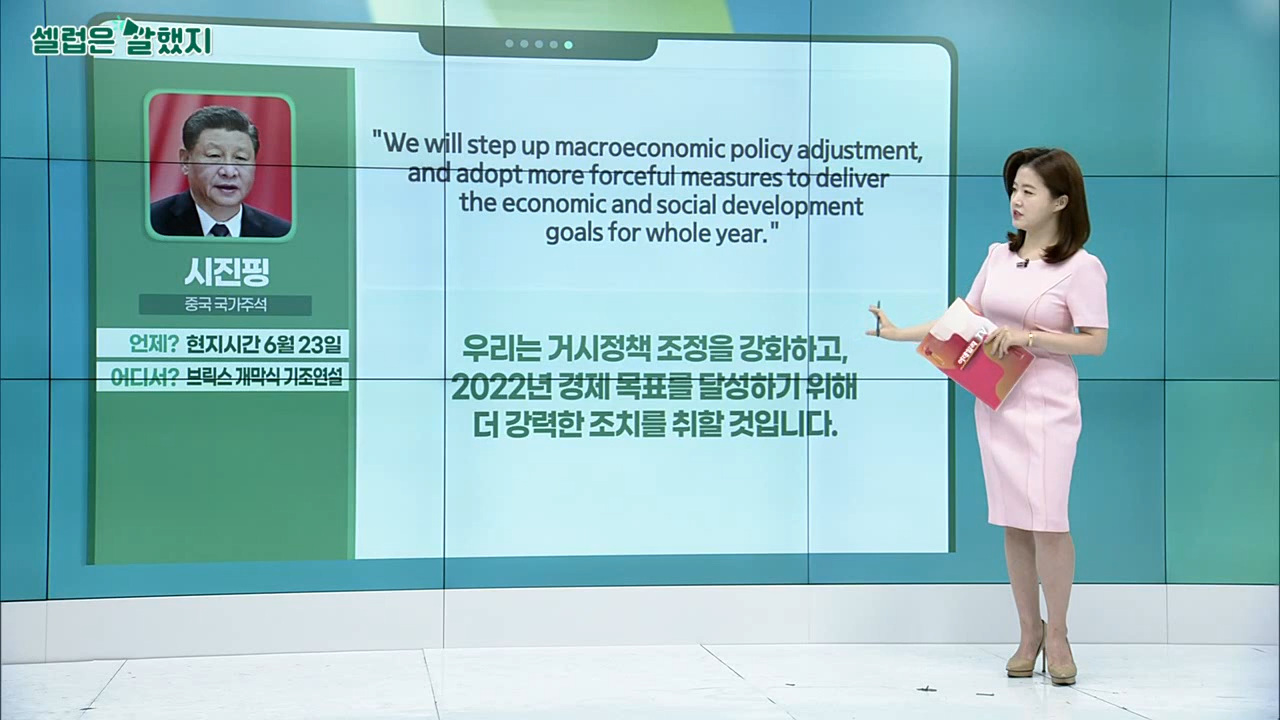 셀럽은 말했지
시진핑
중국 국가주석
언제? 현지시간 6월 23일
어디서? 브릭스 개막식 기조연설
"We will step up macroeconomic policy adjustment,
and adopt more forceful measures to deliver
the economic and social development
goals for whole year."
우리는 거시정책 조정을 강화하고,
2022년 경제 목표를 달성하기 위해
더 강력한 조치를 취할 것입니다.